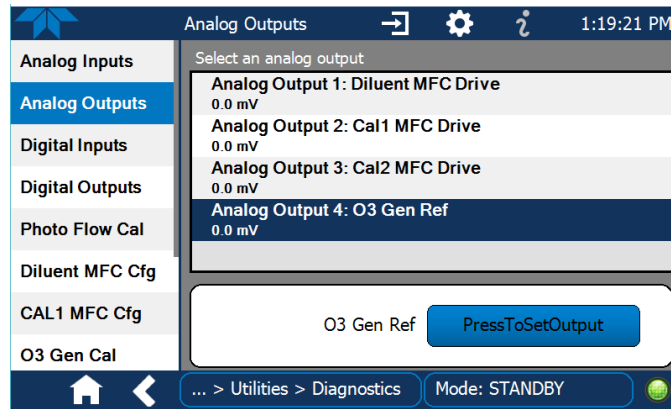 Analog Outputs
1:19:21 PM
Analog Inputs
Analog Outputs
Digital Inputs
Digital Outputs
Photo Flow Cal
Diluent MFC Cfg
CAL1 MFC Cfg
O3 Gen Cal
Select an analog output
Analog Output 1: Diluent MFC Drive
0.0 mV
Analog Output 2: Cal1 MFC Drive
0.0 mV
Analog Output 3: Cal2 MFC Drive
0.0 mV
Analog Output 4: O3 Gen Ref
0.0 mV
O3 Gen Ref
PressToSetOutput
... > Utilities > Diagnostics
Mode: STANDBY